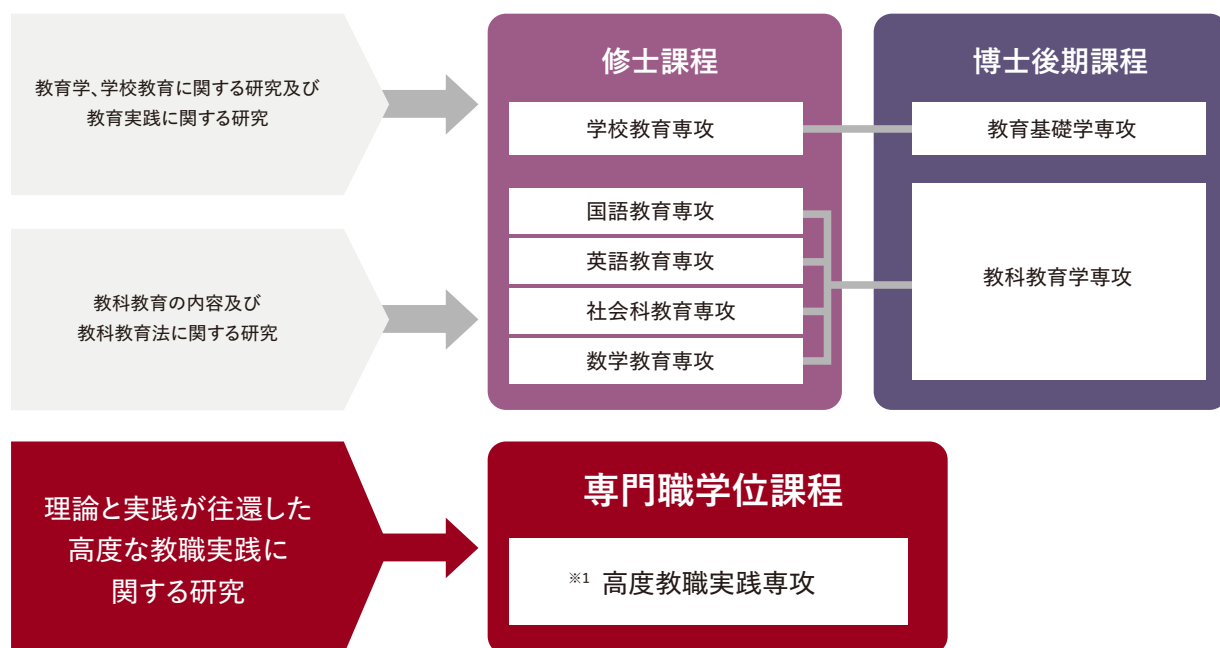 教育学、学校教育に関する研究及び
教育実践に関する研究
修士課程
学校教育専攻
博士後期課程
教育基礎学専攻
教科教育の内容及び
教科教育法に関する研究
国語教育専攻
英語教育専攻
社会科教育専攻
数学教育専攻
教科教育学専攻
理論と実践が往還した
高度な教職実践に
関する研究
専門職学位課程
※1 高度教職実践専攻